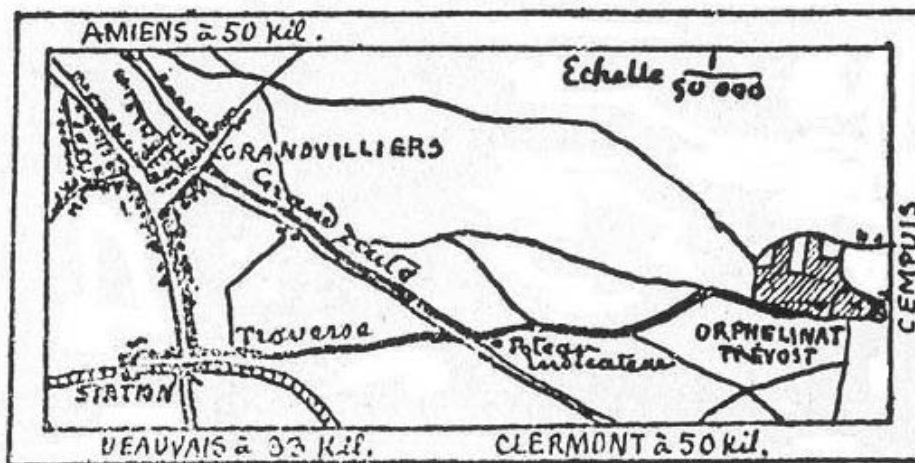 AMIENS à 50 kil.
Echelle 1
50 000
GRANDVILLIERS
Grande route
CEMPUIS
Traverse
Poteau
indicateur
ORPHELINAT
PRÉVOST
STATION
BEAUVAIS à 33 kil.
CLERMONT à 50 kil.